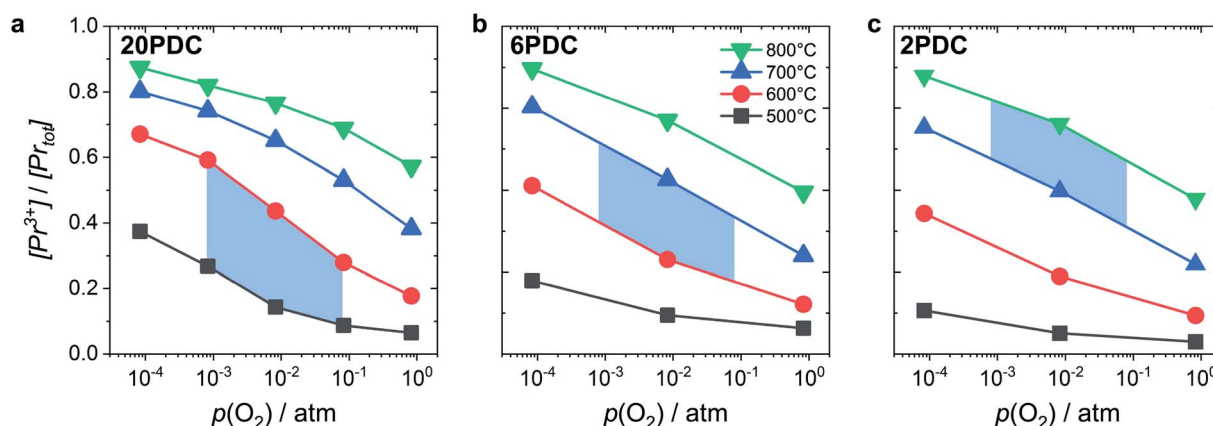 a
20PDC
[Pr³⁺] / [Pr_tot]
1.0
0.8
0.6
0.4
0.2
0.0
10⁻⁴ 10⁻³ 10⁻² 10⁻¹ 10⁰
p(O₂) / atm
b
6PDC
800°C
700°C
600°C
500°C
10⁻⁴ 10⁻³ 10⁻² 10⁻¹ 10⁰
p(O₂) / atm
c
2PDC
10⁻⁴ 10⁻³ 10⁻² 10⁻¹ 10⁰
p(O₂) / atm